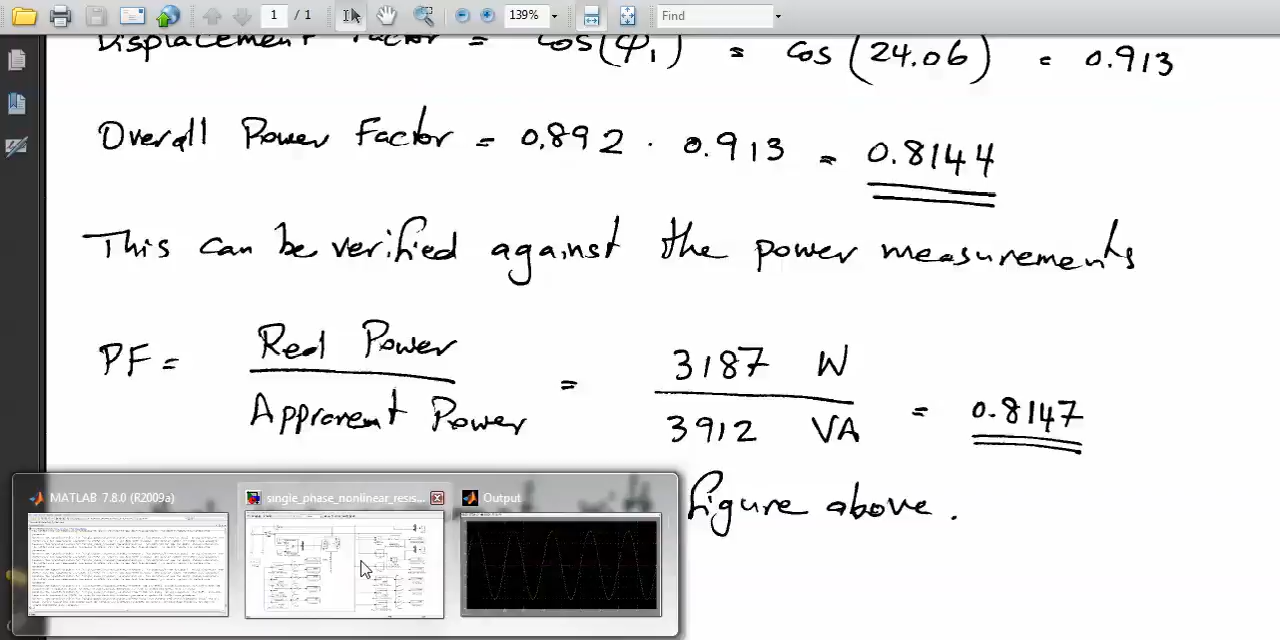 1 / 1 139% Find
Displacement Factor = Cos(φ₁) = Cos(24.06) = 0.913
Overall Power Factor = 0.892 . 0.913 = 0.8144
This can be verified against the power measurements
PF = Real Power / Apparent Power = 3187 W / 3912 VA = 0.8147
figure above.
MATLAB 7.8.0 (R2009a) single_phase_nonlinear_resis... Output